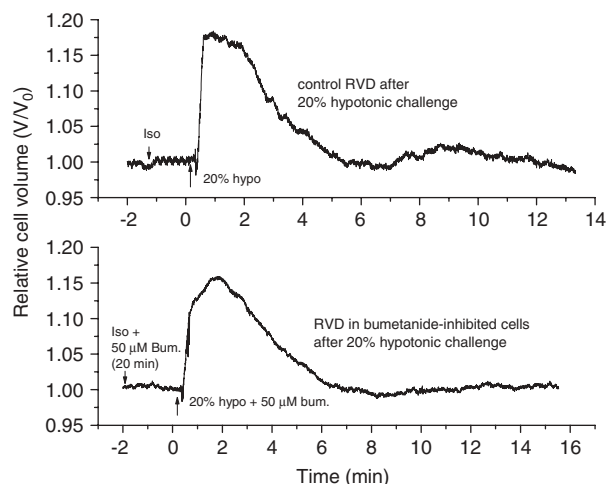 Relative cell volume (V/V0)
1.20
1.15
1.10
1.05
1.00
0.95
Iso
20% hypo
control RVD after
20% hypotonic challenge
-2 0 2 4 6 8 10 12 14
1.20
1.15
1.10
1.05
1.00
0.95
Iso +
50 μM Bum.
(20 min)
20% hypo + 50 μM bum.
RVD in bumetanide-inhibited cells
after 20% hypotonic challenge
-2 0 2 4 6 8 10 12 14 16
Time (min)